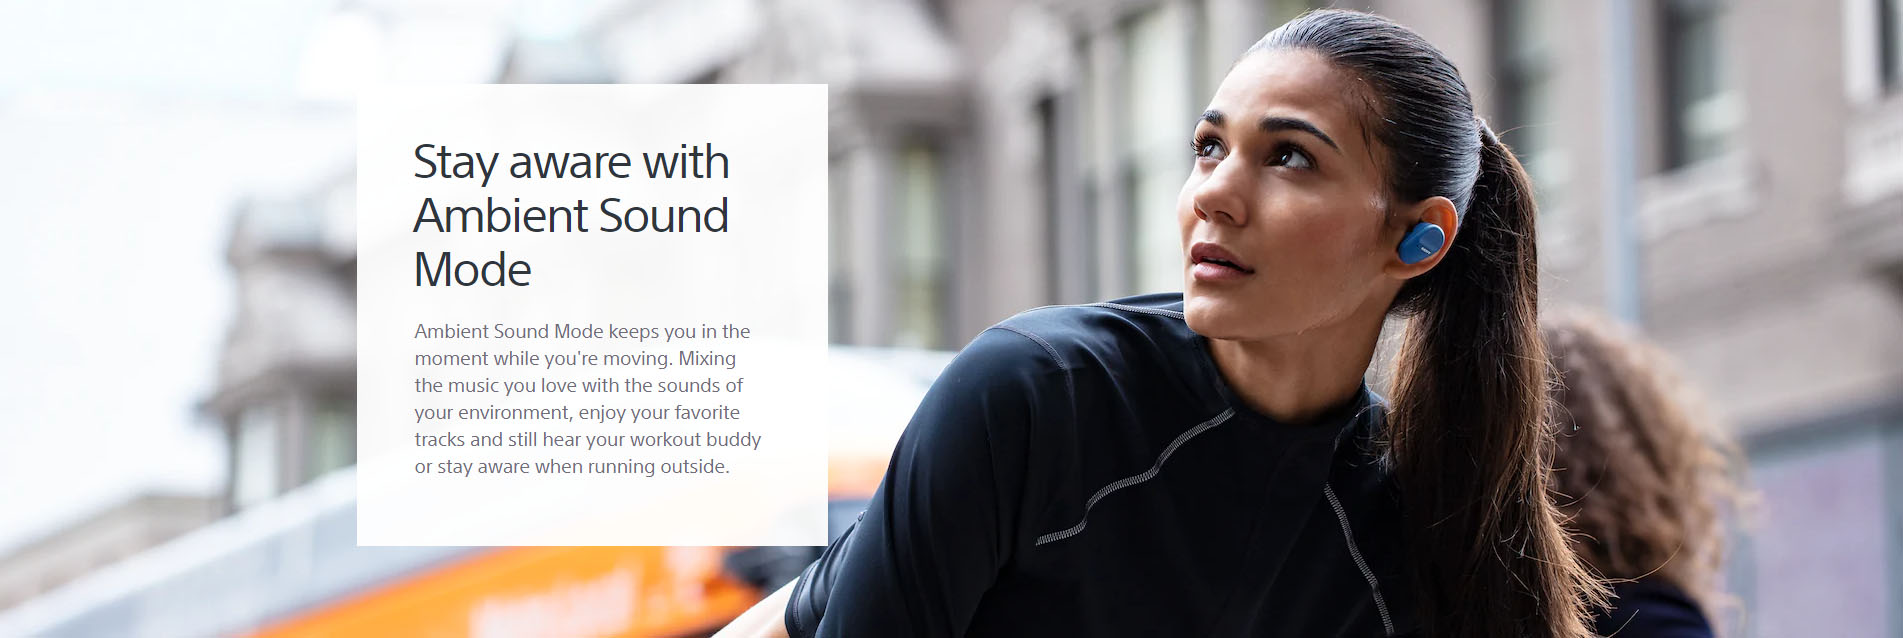 Stay aware with
Ambient Sound
Mode
Ambient Sound Mode keeps you in the
moment while you're moving. Mixing
the music you love with the sounds of
your environment, enjoy your favorite
tracks and still hear your workout buddy
or stay aware when running outside.